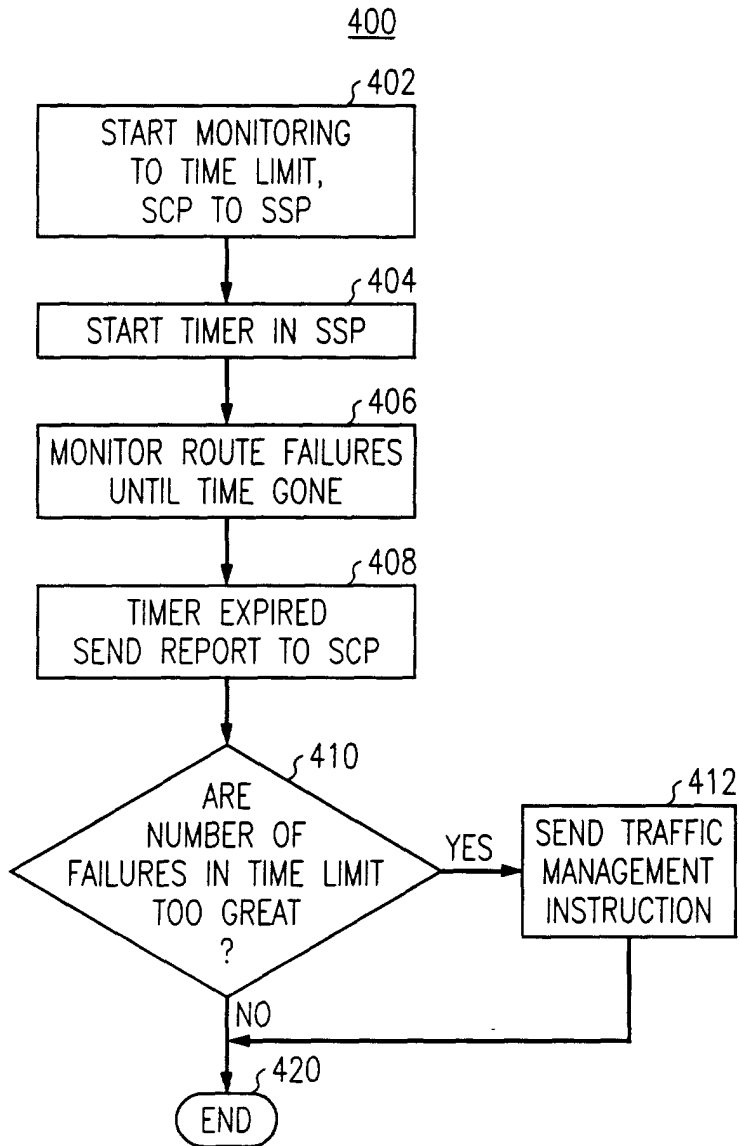 400
402
START MONITORING
TO TIME LIMIT,
SCP TO SSP
404
START TIMER IN SSP
406
MONITOR ROUTE FAILURES
UNTIL TIME GONE
408
TIMER EXPIRED
SEND REPORT TO SCP
410
ARE
NUMBER OF
FAILURES IN TIME LIMIT
TOO GREAT
?
YES
412
SEND TRAFFIC
MANAGEMENT
INSTRUCTION
NO
420
END